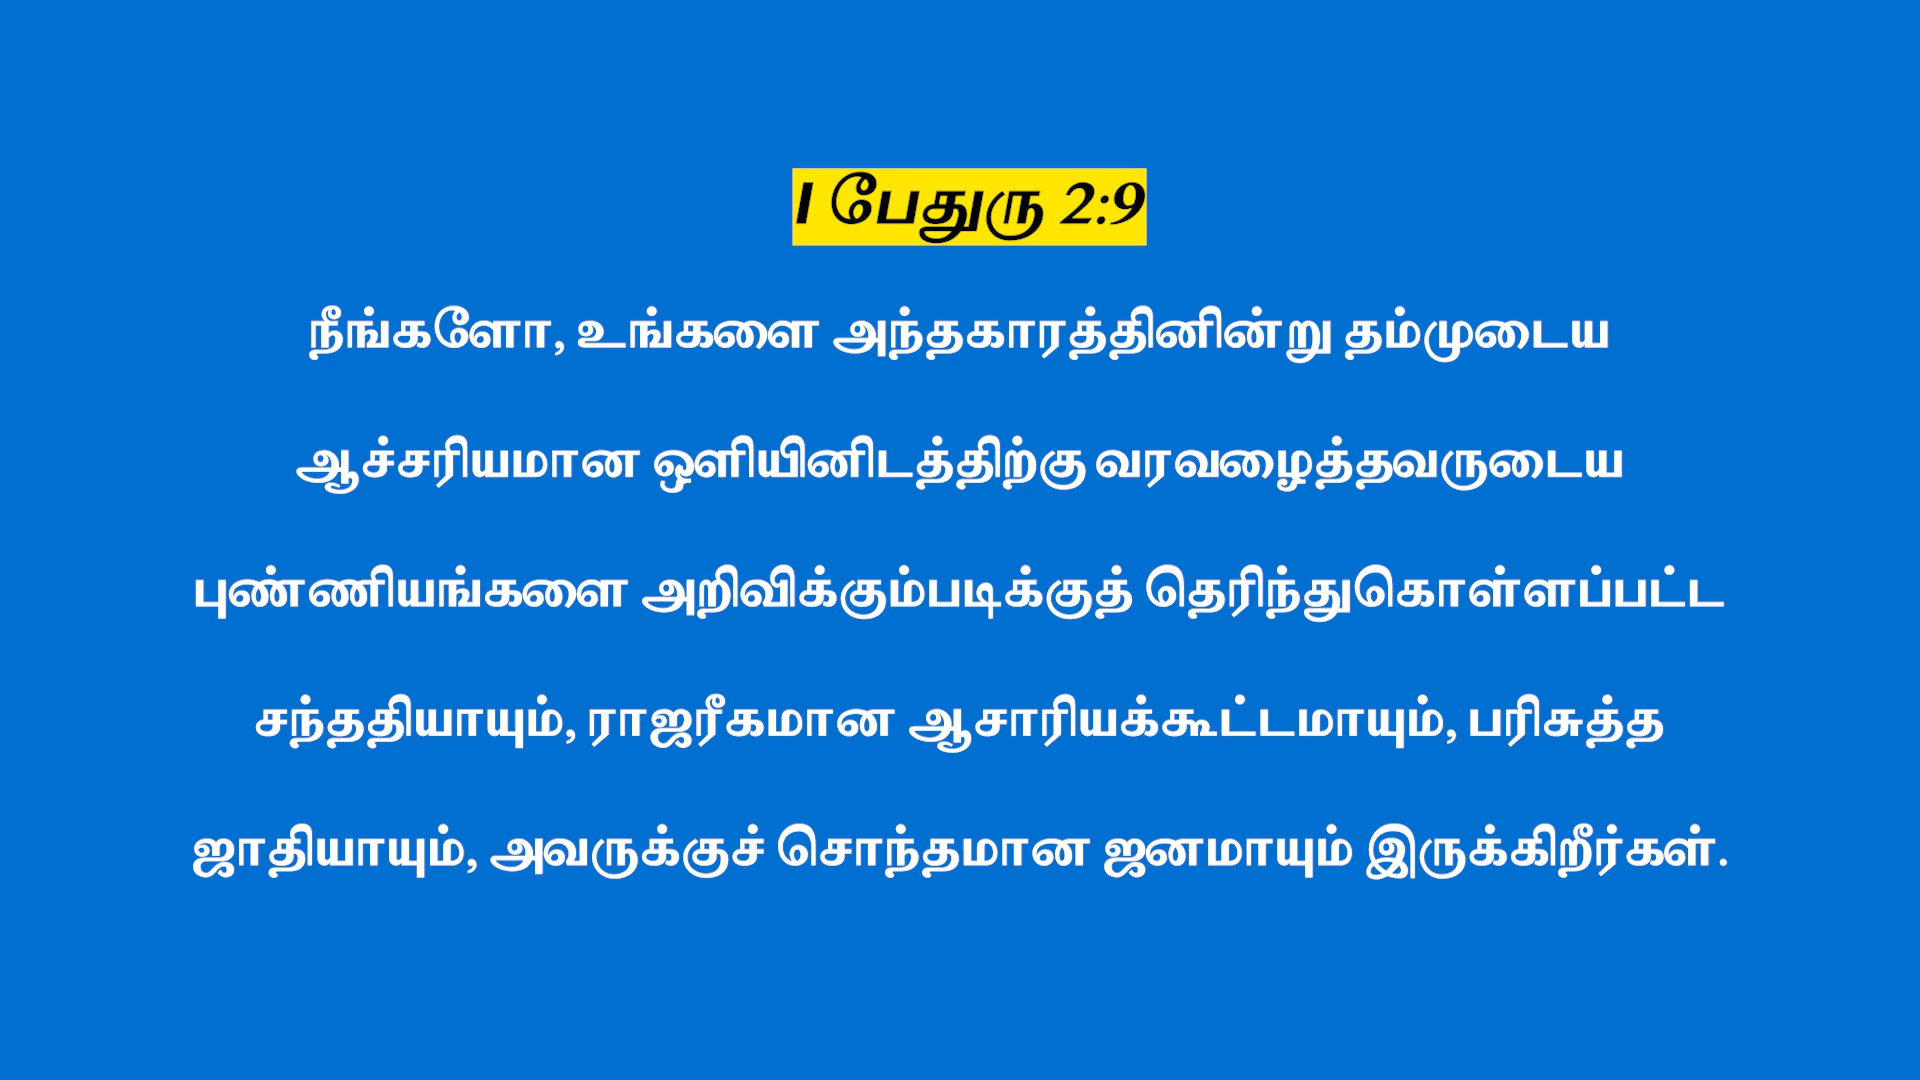 I பேதுரு 2:9
நீங்களோ, உங்களை அந்தகாரத்தினின்று தம்முடைய
ஆச்சரியமான ஒளியினிடத்திற்கு வரவழைத்தவருடைய
புண்ணியங்களை அறிவிக்கும்படிக்குத் தெரிந்துகொள்ளப்பட்ட
சந்ததியாயும், ராஜரீகமான ஆசாரியக்கூட்டமாயும், பரிசுத்த
ஜாதியாயும், அவருக்குச் சொந்தமான ஜனமாயும் இருக்கிறீர்கள்.